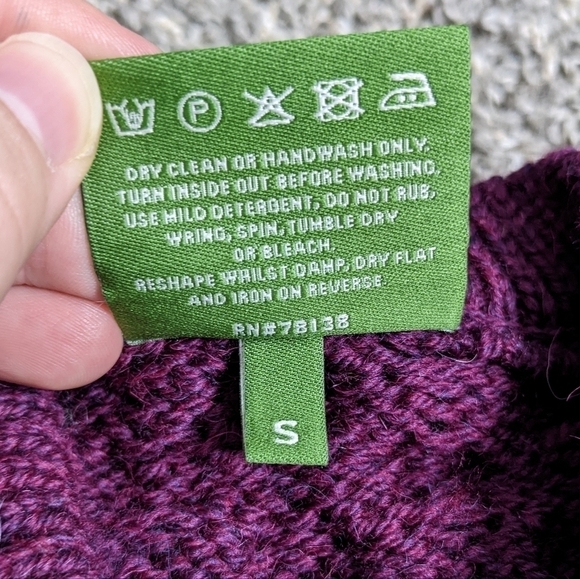 P
DRY CLEAN OR HANDWASH ONLY.
TURN INSIDE OUT BEFORE WASHING,
USE MILD DETERGENT, DO NOT RUB,
WRING, SPIN, TUMBLE DRY
OR BLEACH.
RESHAPE WHILST DAMP, DRY FLAT
AND IRON ON REVERSE
RN#78138
S